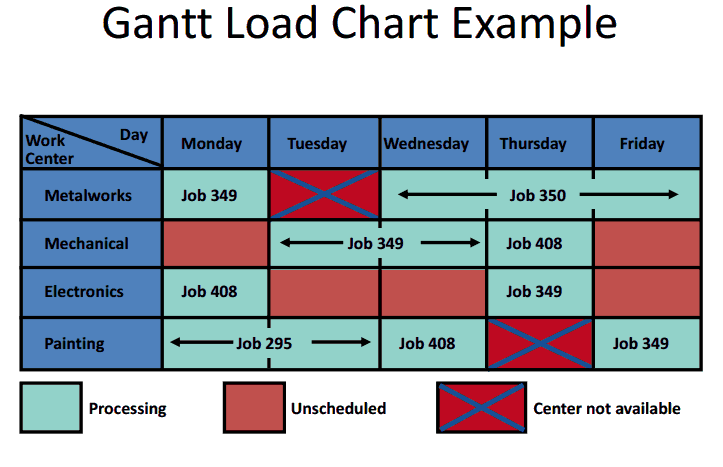 Gantt Load Chart Example
Day
Work
Center
Monday
Tuesday
Wednesday
Thursday
Friday
Metalworks
Job 349
Job 350
Mechanical
Job 349
Job 408
Electronics
Job 408
Job 349
Painting
Job 295
Job 408
Job 349
Processing
Unscheduled
Center not available